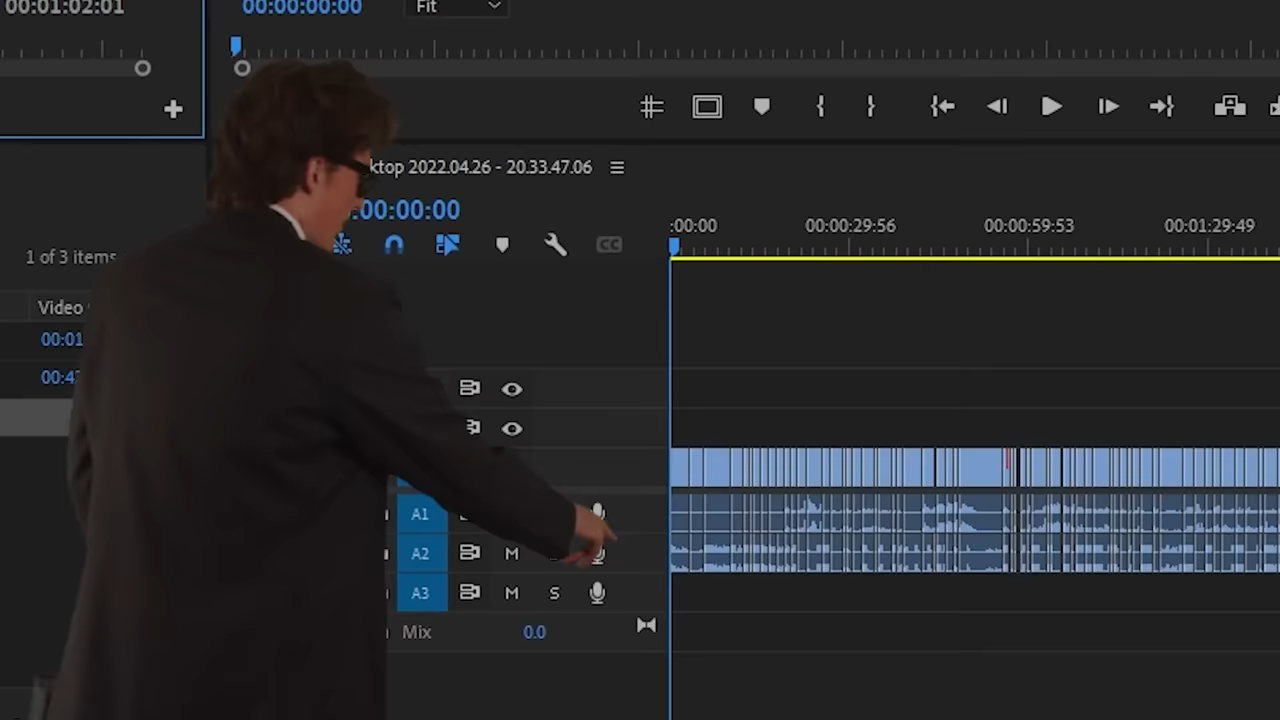 00:01:02:01
00:00:00:00
Fit
ktop 2022.04.26 - 20.33.47.06
:00:00:00
:00:00
00:00:29:56
00:00:59:53
00:01:29:49
CC
1 of 3 items
Video
00:01
00:4
A1
A2
M
A3
M
S
Mix
0.0